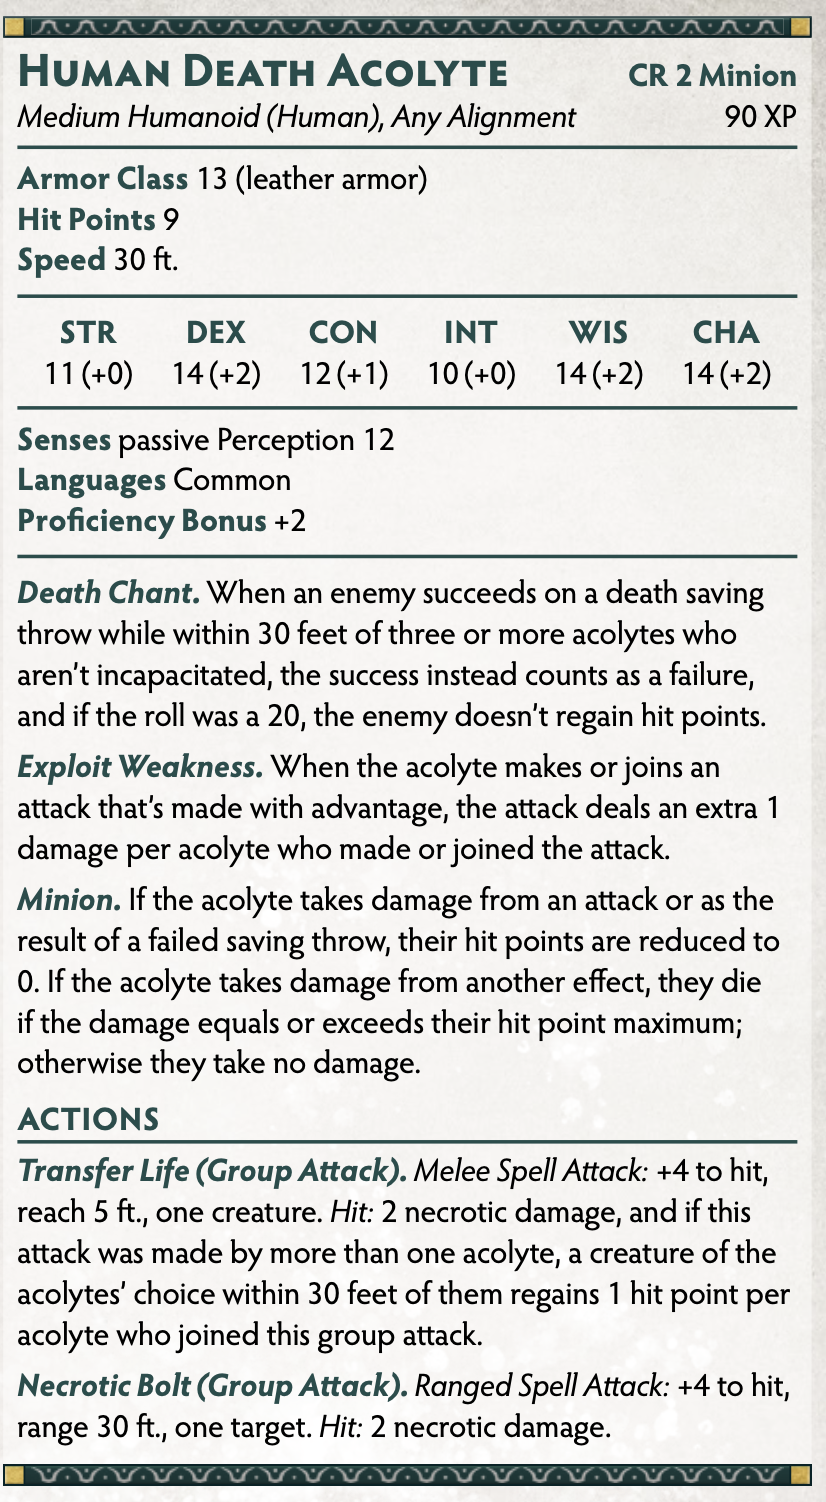 Human Death Acolyte CR 2 Minion
Medium Humanoid (Human), Any Alignment 90 XP
Armor Class 13 (leather armor)
Hit Points 9
Speed 30 ft.
STR DEX CON INT WIS CHA
11 (+0) 14 (+2) 12 (+1) 10 (+0) 14 (+2) 14 (+2)
Senses passive Perception 12
Languages Common
Proficiency Bonus +2
Death Chant. When an enemy succeeds on a death saving
throw while within 30 feet of three or more acolytes who
aren’t incapacitated, the success instead counts as a failure,
and if the roll was a 20, the enemy doesn’t regain hit points.
Exploit Weakness. When the acolyte makes or joins an
attack that’s made with advantage, the attack deals an extra 1
damage per acolyte who made or joined the attack.
Minion. If the acolyte takes damage from an attack or as the
result of a failed saving throw, their hit points are reduced to
0. If the acolyte takes damage from another effect, they die
if the damage equals or exceeds their hit point maximum;
otherwise they take no damage.
ACTIONS
Transfer Life (Group Attack). Melee Spell Attack: +4 to hit,
reach 5 ft., one creature. Hit: 2 necrotic damage, and if this
attack was made by more than one acolyte, a creature of the
acolytes’ choice within 30 feet of them regains 1 hit point per
acolyte who joined this group attack.
Necrotic Bolt (Group Attack). Ranged Spell Attack: +4 to hit,
range 30 ft., one target. Hit: 2 necrotic damage.